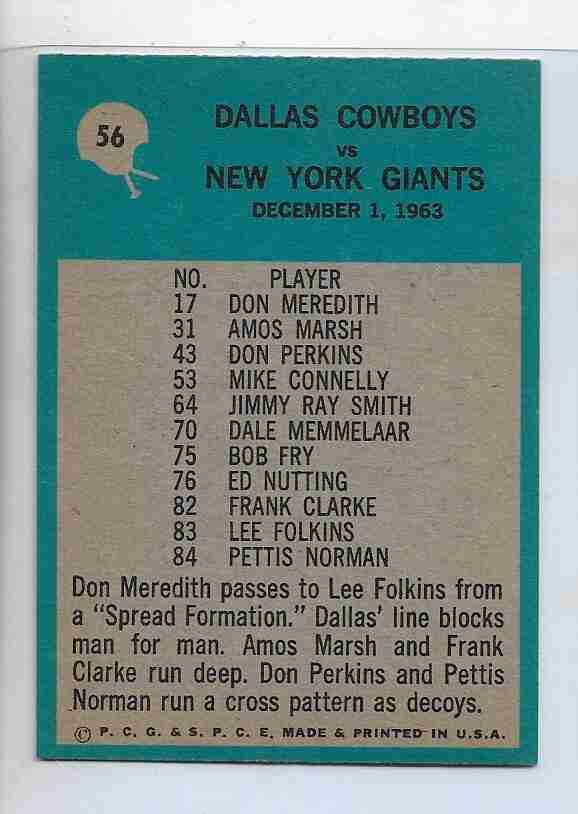 56
DALLAS COWBOYS
vs
NEW YORK GIANTS
DECEMBER 1, 1963
NO. PLAYER
17 DON MEREDITH
31 AMOS MARSH
43 DON PERKINS
53 MIKE CONNELLY
64 JIMMY RAY SMITH
70 DALE MEMMELAAR
75 BOB FRY
76 ED NUTTING
82 FRANK CLARKE
83 LEE FOLKINS
84 PETTIS NORMAN
Don Meredith passes to Lee Folkins from
a "Spread Formation." Dallas' line blocks
man for man. Amos Marsh and Frank
Clarke run deep. Don Perkins and Pettis
Norman run a cross pattern as decoys.
© P. C. G. & S. P. C. E. MADE & PRINTED IN U.S.A.